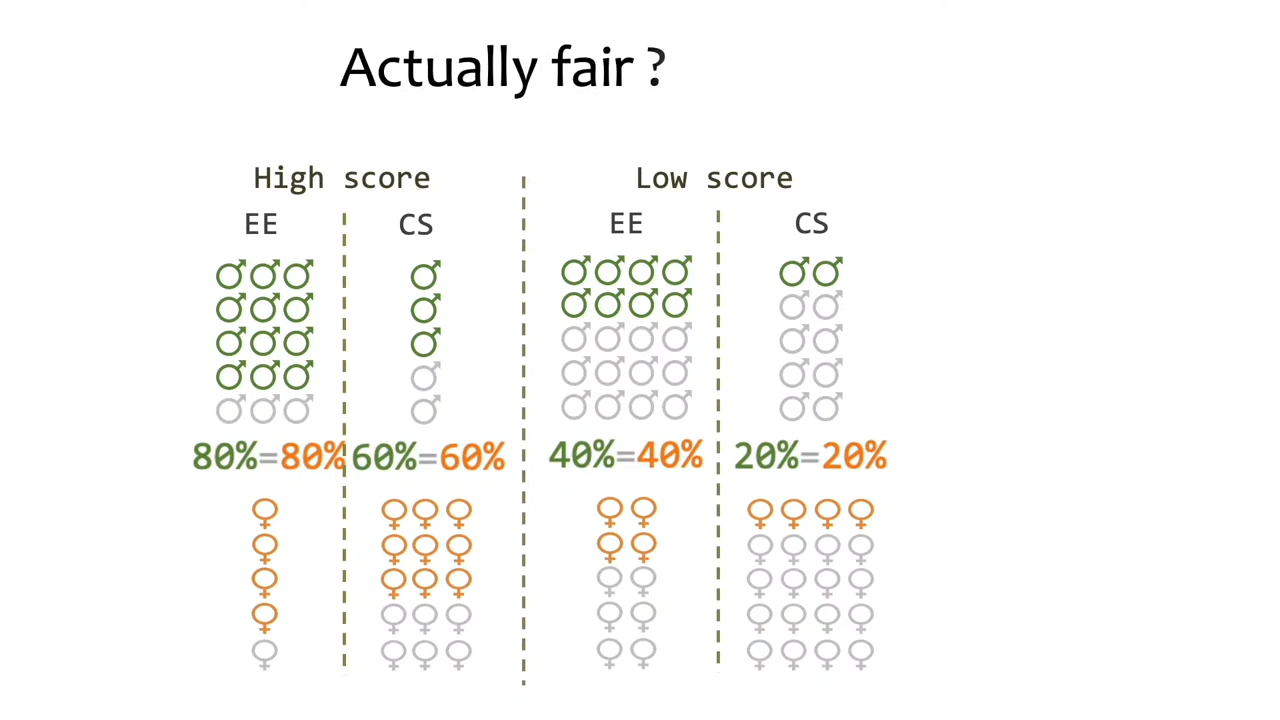 Actually fair ?
High score
Low score
EE
CS
EE
CS
80%=80%
60%=60%
40%=40%
20%=20%